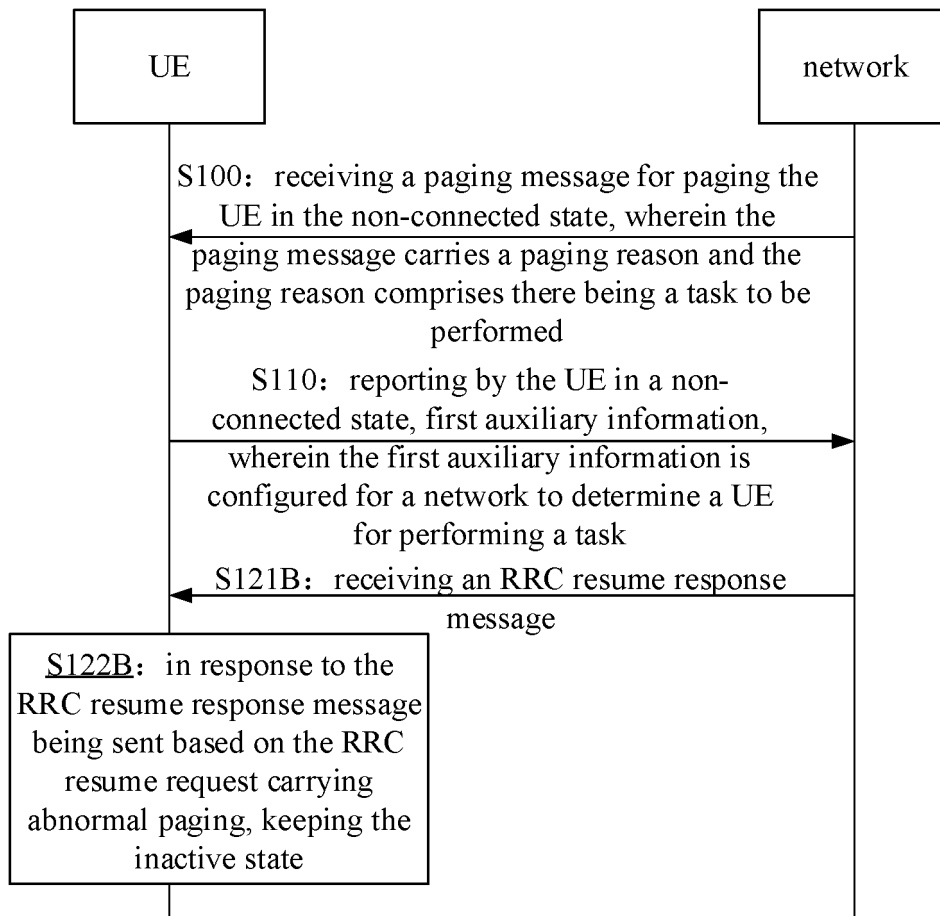 UE
network
S100：receiving a paging message for paging the
UE in the non-connected state, wherein the
paging message carries a paging reason and the
paging reason comprises there being a task to be
performed
S110：reporting by the UE in a non-
connected state, first auxiliary information,
wherein the first auxiliary information is
configured for a network to determine a UE
for performing a task
S121B：receiving an RRC resume response
message
S122B：in response to the
RRC resume response message
being sent based on the RRC
resume request carrying
abnormal paging, keeping the
inactive state